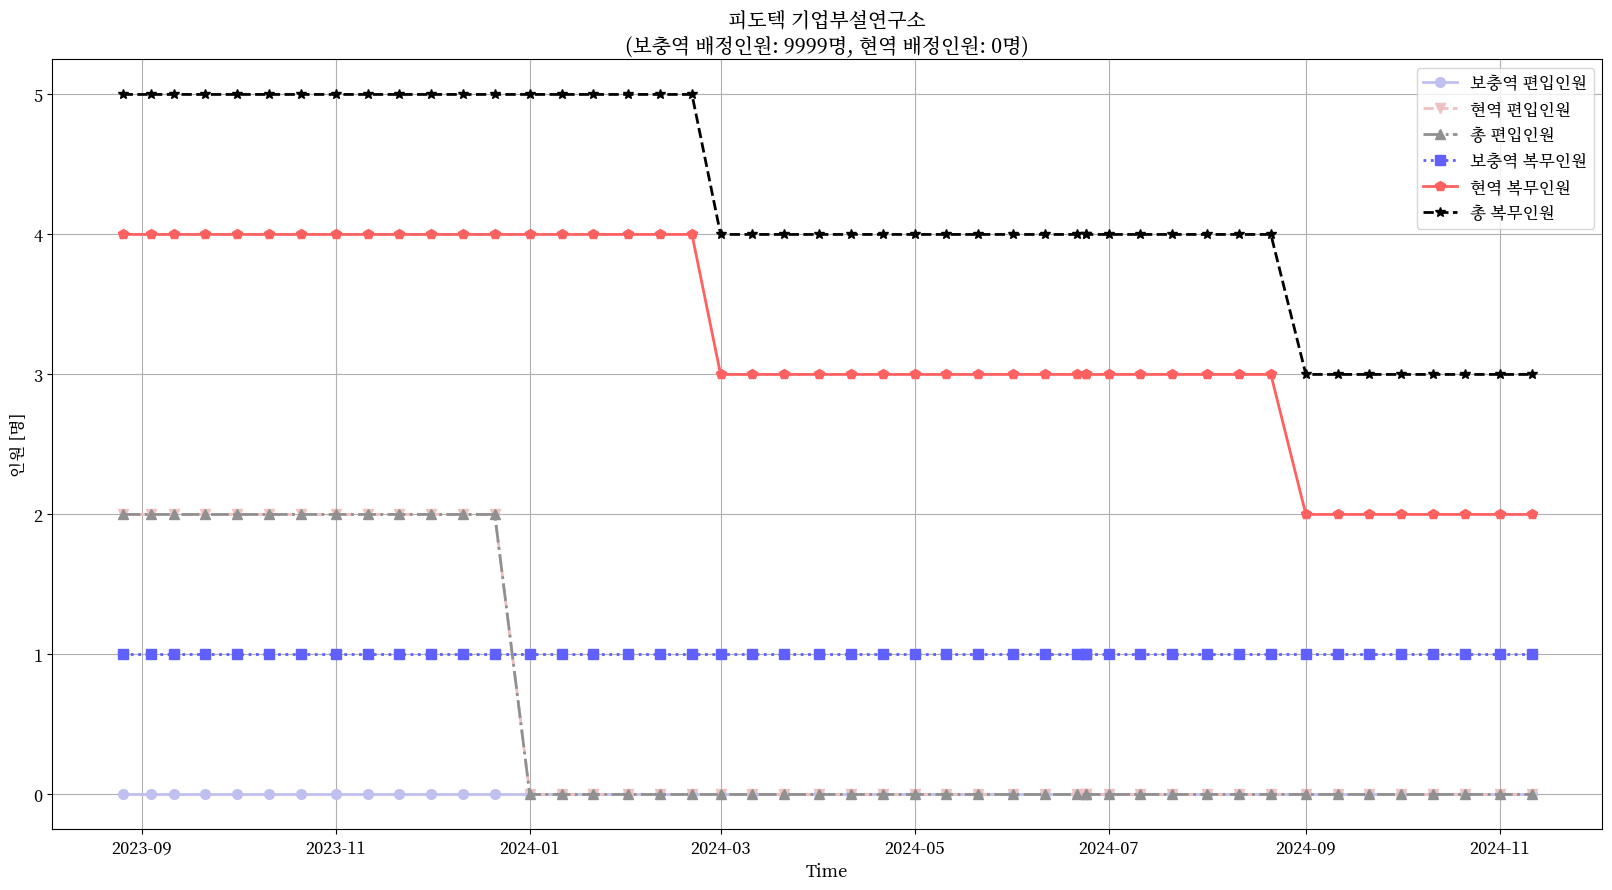 피도텍 기업부설연구소
(보충역 배정인원: 9999명, 현역 배정인원: 0명)
보충역 편입인원
현역 편입인원
총 편입인원
보충역 복무인원
현역 복무인원
총 복무인원
인원 [명]
5
4
3
2
1
0
2023-09
2023-11
2024-01
2024-03
2024-05
2024-07
2024-09
2024-11
Time